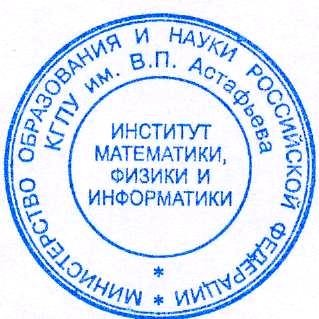 МИНИСТЕРСТВО ОБРАЗОВАНИЯ И НАУКИ РОССИЙСКОЙ ФЕДЕРАЦИИ *
КГПУ им. В.П. Астафьева
ИНСТИТУТ
МАТЕМАТИКИ,
ФИЗИКИ И
ИНФОРМАТИКИ
*